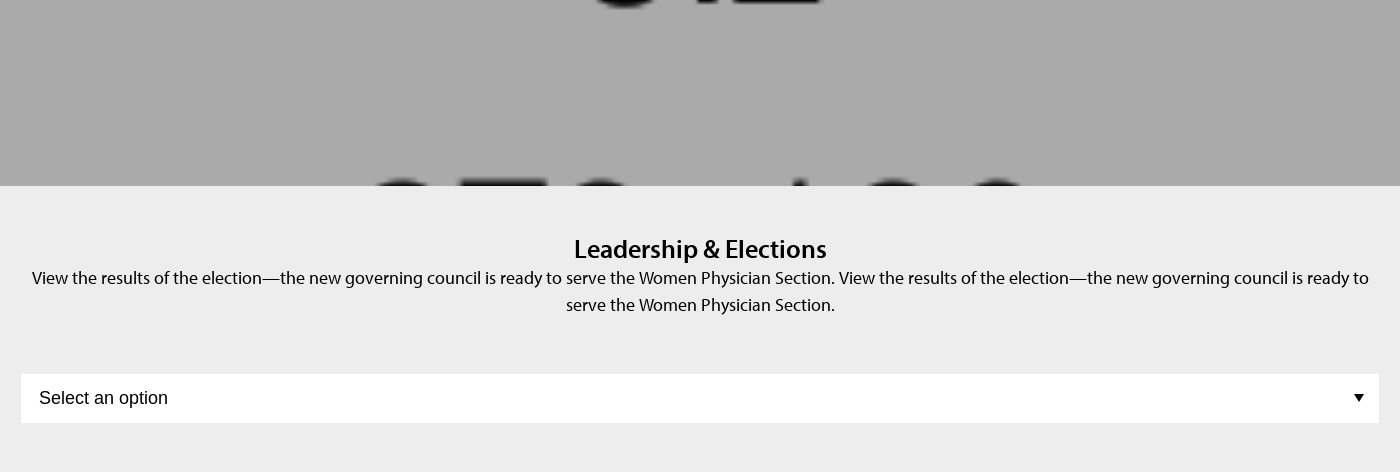 Leadership & Elections
View the results of the election—the new governing council is ready to serve the Women Physician Section. View the results of the election—the new governing council is ready to
serve the Women Physician Section.
Select an option